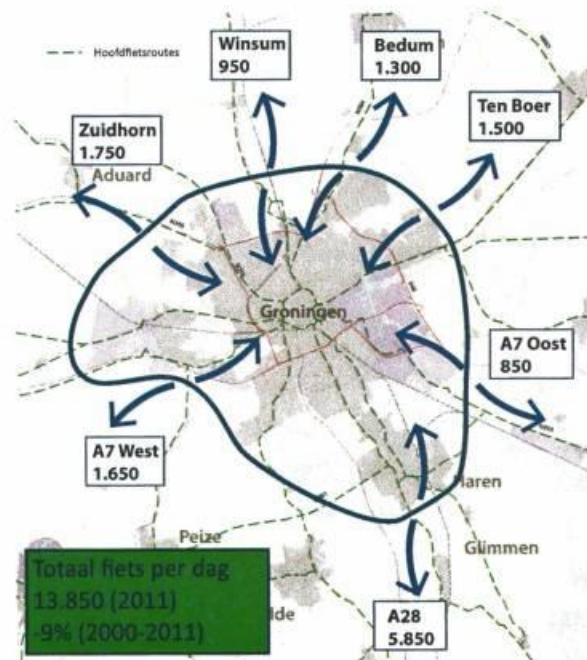 Hoofdfietsroutes
Winsum
950
Bedum
1.300
Ten Boer
1.500
Zuidhorn
1.750
Aduard
Groningen
A7 Oost
850
A7 West
1.650
Haren
Peize
Glimmen
Totaal fiets per dag
13.850 (2011)
-9% (2000-2011)
lde
A28
5.850